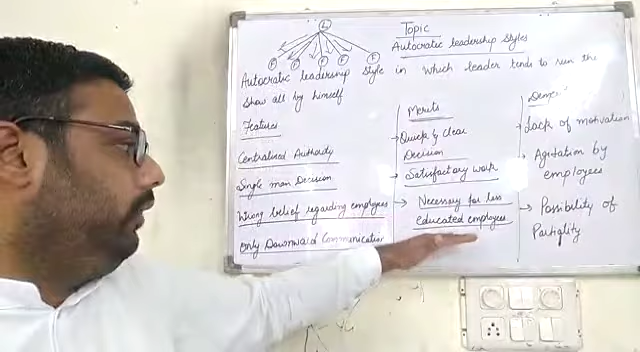 L
Topic
Autocratic leadership styles
F F F F F
Autocratic leadership style in which leader tends to run the
show all by himself
Features
Centralised Authority
Single man Decision
Wrong belief regarding employees
Only Downward Communication
Merits
→ Quick & clear
Decision
→ Satisfactory work
→ Necessary for less
educated employees
Demer
→ Lack of motivation
→ Agitation by
employees
→ Possibility of
Partiality